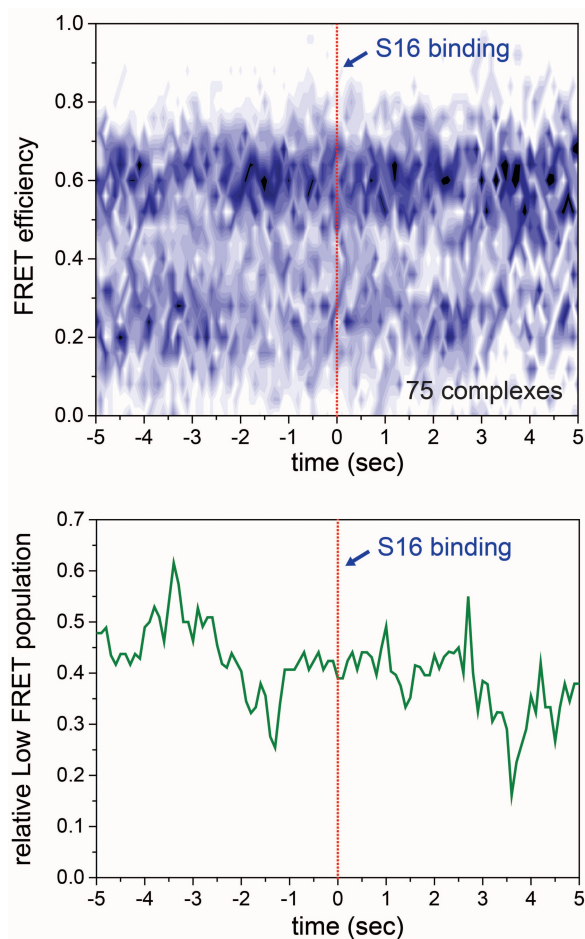 1.0
S16 binding
0.8
0.6
FRET efficiency
0.4
0.2
75 complexes
0.0
-5 -4 -3 -2 -1 0 1 2 3 4 5
time (sec)
0.7
S16 binding
0.6
0.5
relative Low FRET population
0.4
0.3
0.2
0.1
0.0
-5 -4 -3 -2 -1 0 1 2 3 4 5
time (sec)